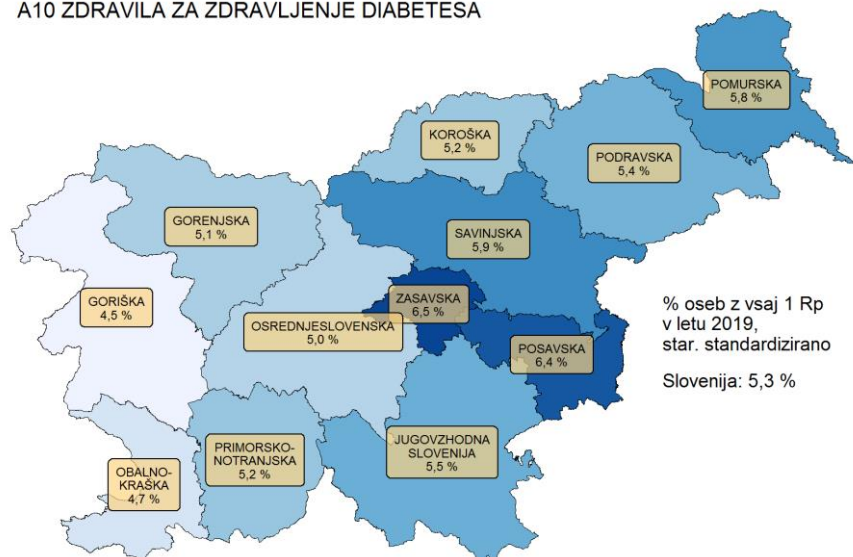 A10 ZDRAVILA ZA ZDRAVLJENJE DIABETESA
POMURSKA
5,8 %
KOROŠKA
5,2 %
PODRAVSKA
5,4 %
GORENJSKA
5,1 %
SAVINJSKA
5,9 %
GORIŠKA
4,5 %
ZASAVSKA
6,5 %
OSREDNJESLOVENSKA
5,0 %
POSAVSKA
6,4 %
% oseb z vsaj 1 Rp
v letu 2019,
star. standardizirano
Slovenija: 5,3 %
PRIMORSKO-
NOTRANJSKA
5,2 %
JUGOVZHODNA
SLOVENIJA
5,5 %
OBALNO-
KRAŠKA
4,7 %